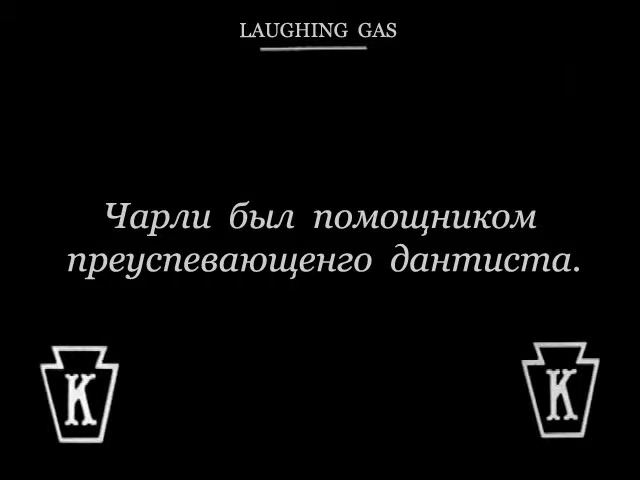 LAUGHING GAS
Чарли был помощником
преуспевающенго дантиста.
K K